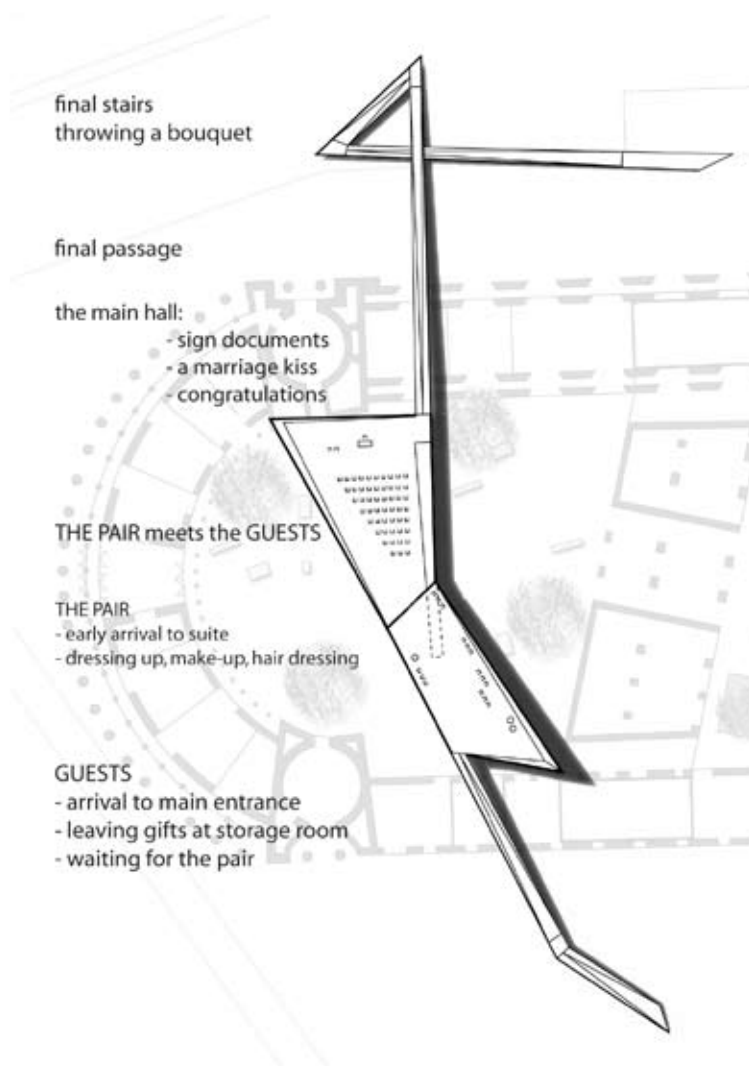 final stairs
throwing a bouquet
final passage
the main hall:
- sign documents
- a marriage kiss
- congratulations
THE PAIR meets the GUESTS
THE PAIR
- early arrival to suite
- dressing up, make-up, hair dressing
GUESTS
- arrival to main entrance
- leaving gifts at storage room
- waiting for the pair